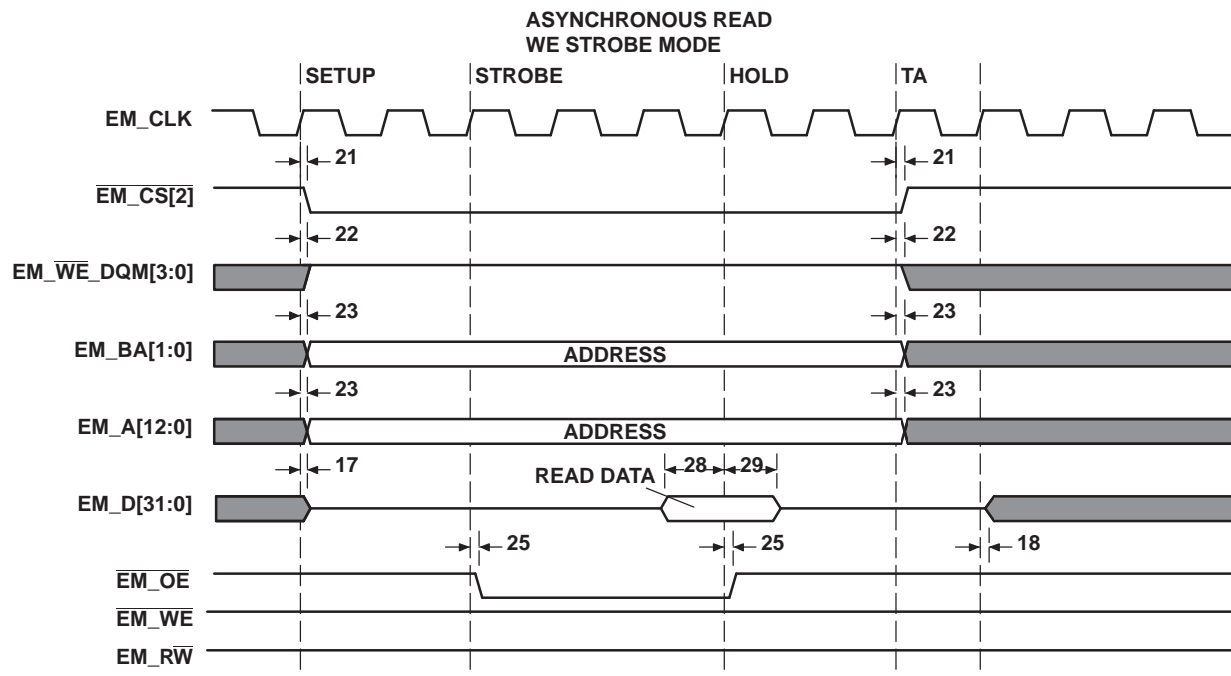 ASYNCHRONOUS READ
WE STROBE MODE
SETUP STROBE HOLD TA
EM_CLK
21 21
EM_CS[2]
22 22
EM_WE_DQM[3:0]
23 23
EM_BA[1:0] ADDRESS
23 23
EM_A[12:0] ADDRESS
17 28 29
READ DATA
EM_D[31:0]
25 25 18
EM_OE
EM_WE
EM_RW